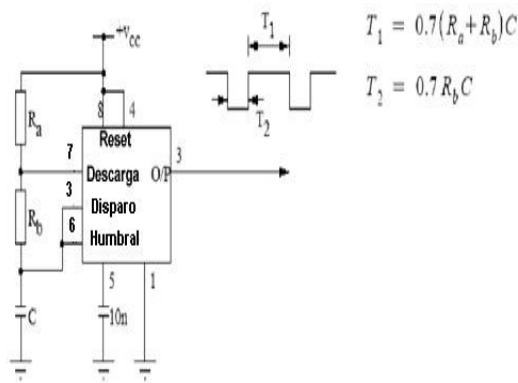 +Vcc
T1
T1 = 0.7(Ra+Rb)C
T2 = 0.7 RbC
T2
8
4
Ra
Reset
7
Descarga
O/P
3
3
Disparo
Rb
6
Humbral
5
1
C
10n